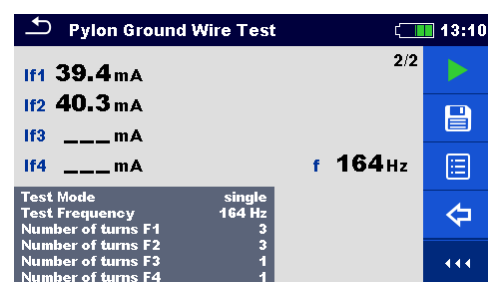 Pylon Ground Wire Test 13:10
2/2
If1 39.4 mA
If2 40.3 mA
If3 _ _ _ mA
If4 _ _ _ mA f 164 Hz
Test Mode single
Test Frequency 164 Hz
Number of turns F1 3
Number of turns F2 3
Number of turns F3 1
Number of turns F4 1